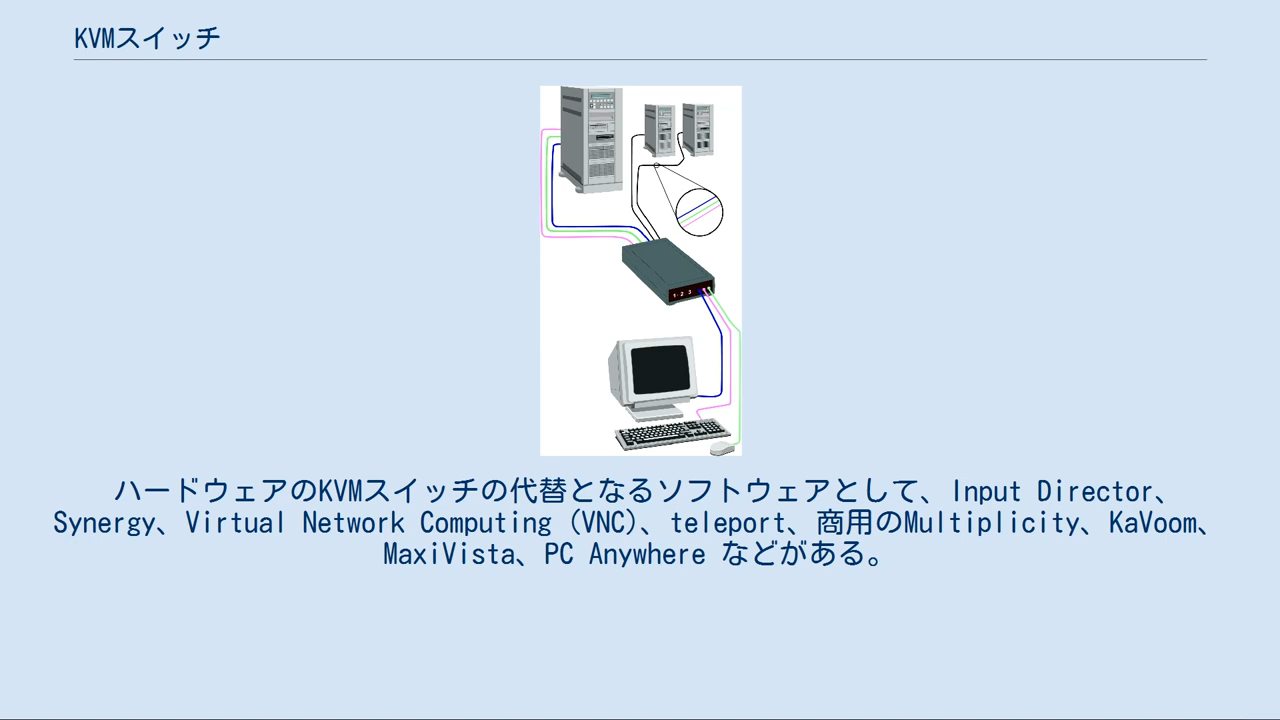 KVMスイッチ
1 2 3
ハードウェアのKVMスイッチの代替となるソフトウェアとして、Input Director、
Synergy、Virtual Network Computing (VNC)、teleport、商用のMultiplicity、KaVoom、
MaxiVista、PC Anywhere などがある。